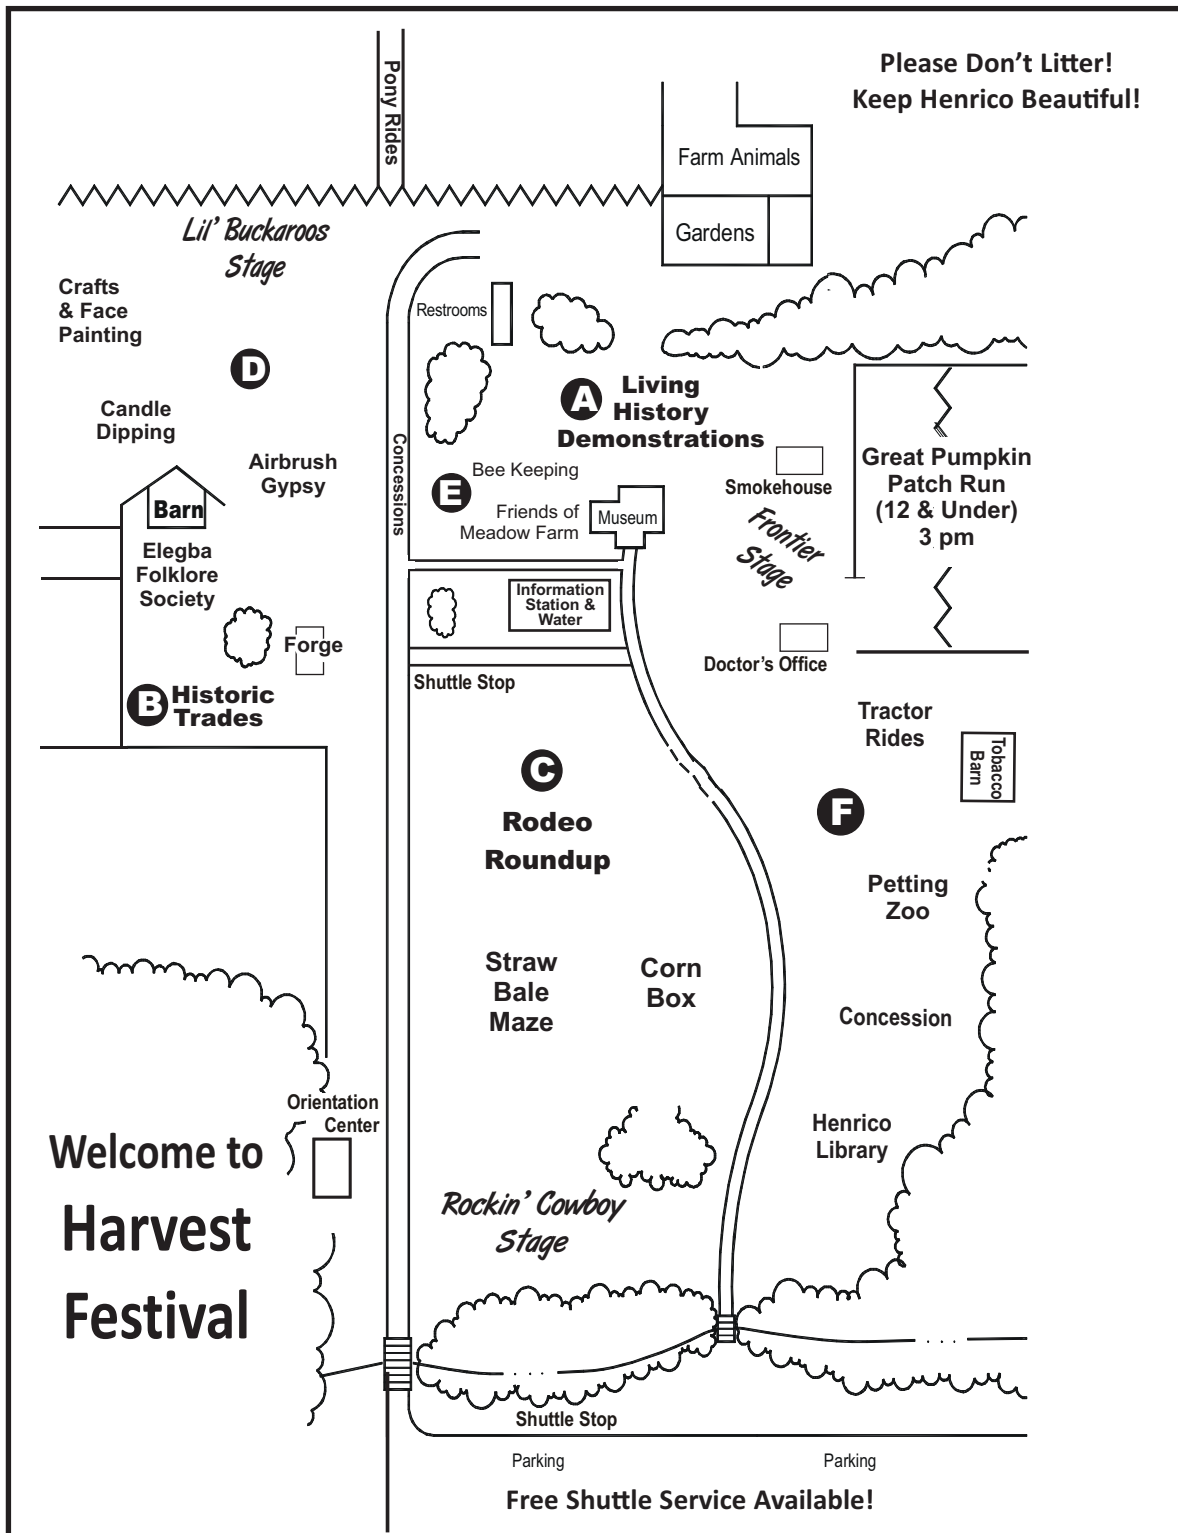 Please Don't Litter!
Keep Henrico Beautiful!
Pony Rides
Farm Animals
Gardens
Lil' Buckaroos
Stage
Crafts
& Face
Painting
Restrooms
D
A
Living
History
Demonstrations
Candle
Dipping
Airbrush
Gypsy
Concessions
E
Bee Keeping
Friends of
Meadow Farm
Museum
Smokehouse
Frontier
Stage
Great Pumpkin
Patch Run
(12 & Under)
3 pm
Barn
Elegba
Folklore
Society
Information
Station &
Water
Forge
Doctor's Office
Shuttle Stop
B
Historic
Trades
Tractor
Rides
Tobacco
Barn
C
Rodeo
Roundup
F
Petting
Zoo
Straw
Bale
Maze
Corn
Box
Concession
Orientation
Center
Henrico
Library
Welcome to
Harvest
Festival
Rockin' Cowboy
Stage
Shuttle Stop
Parking
Parking
Free Shuttle Service Available!